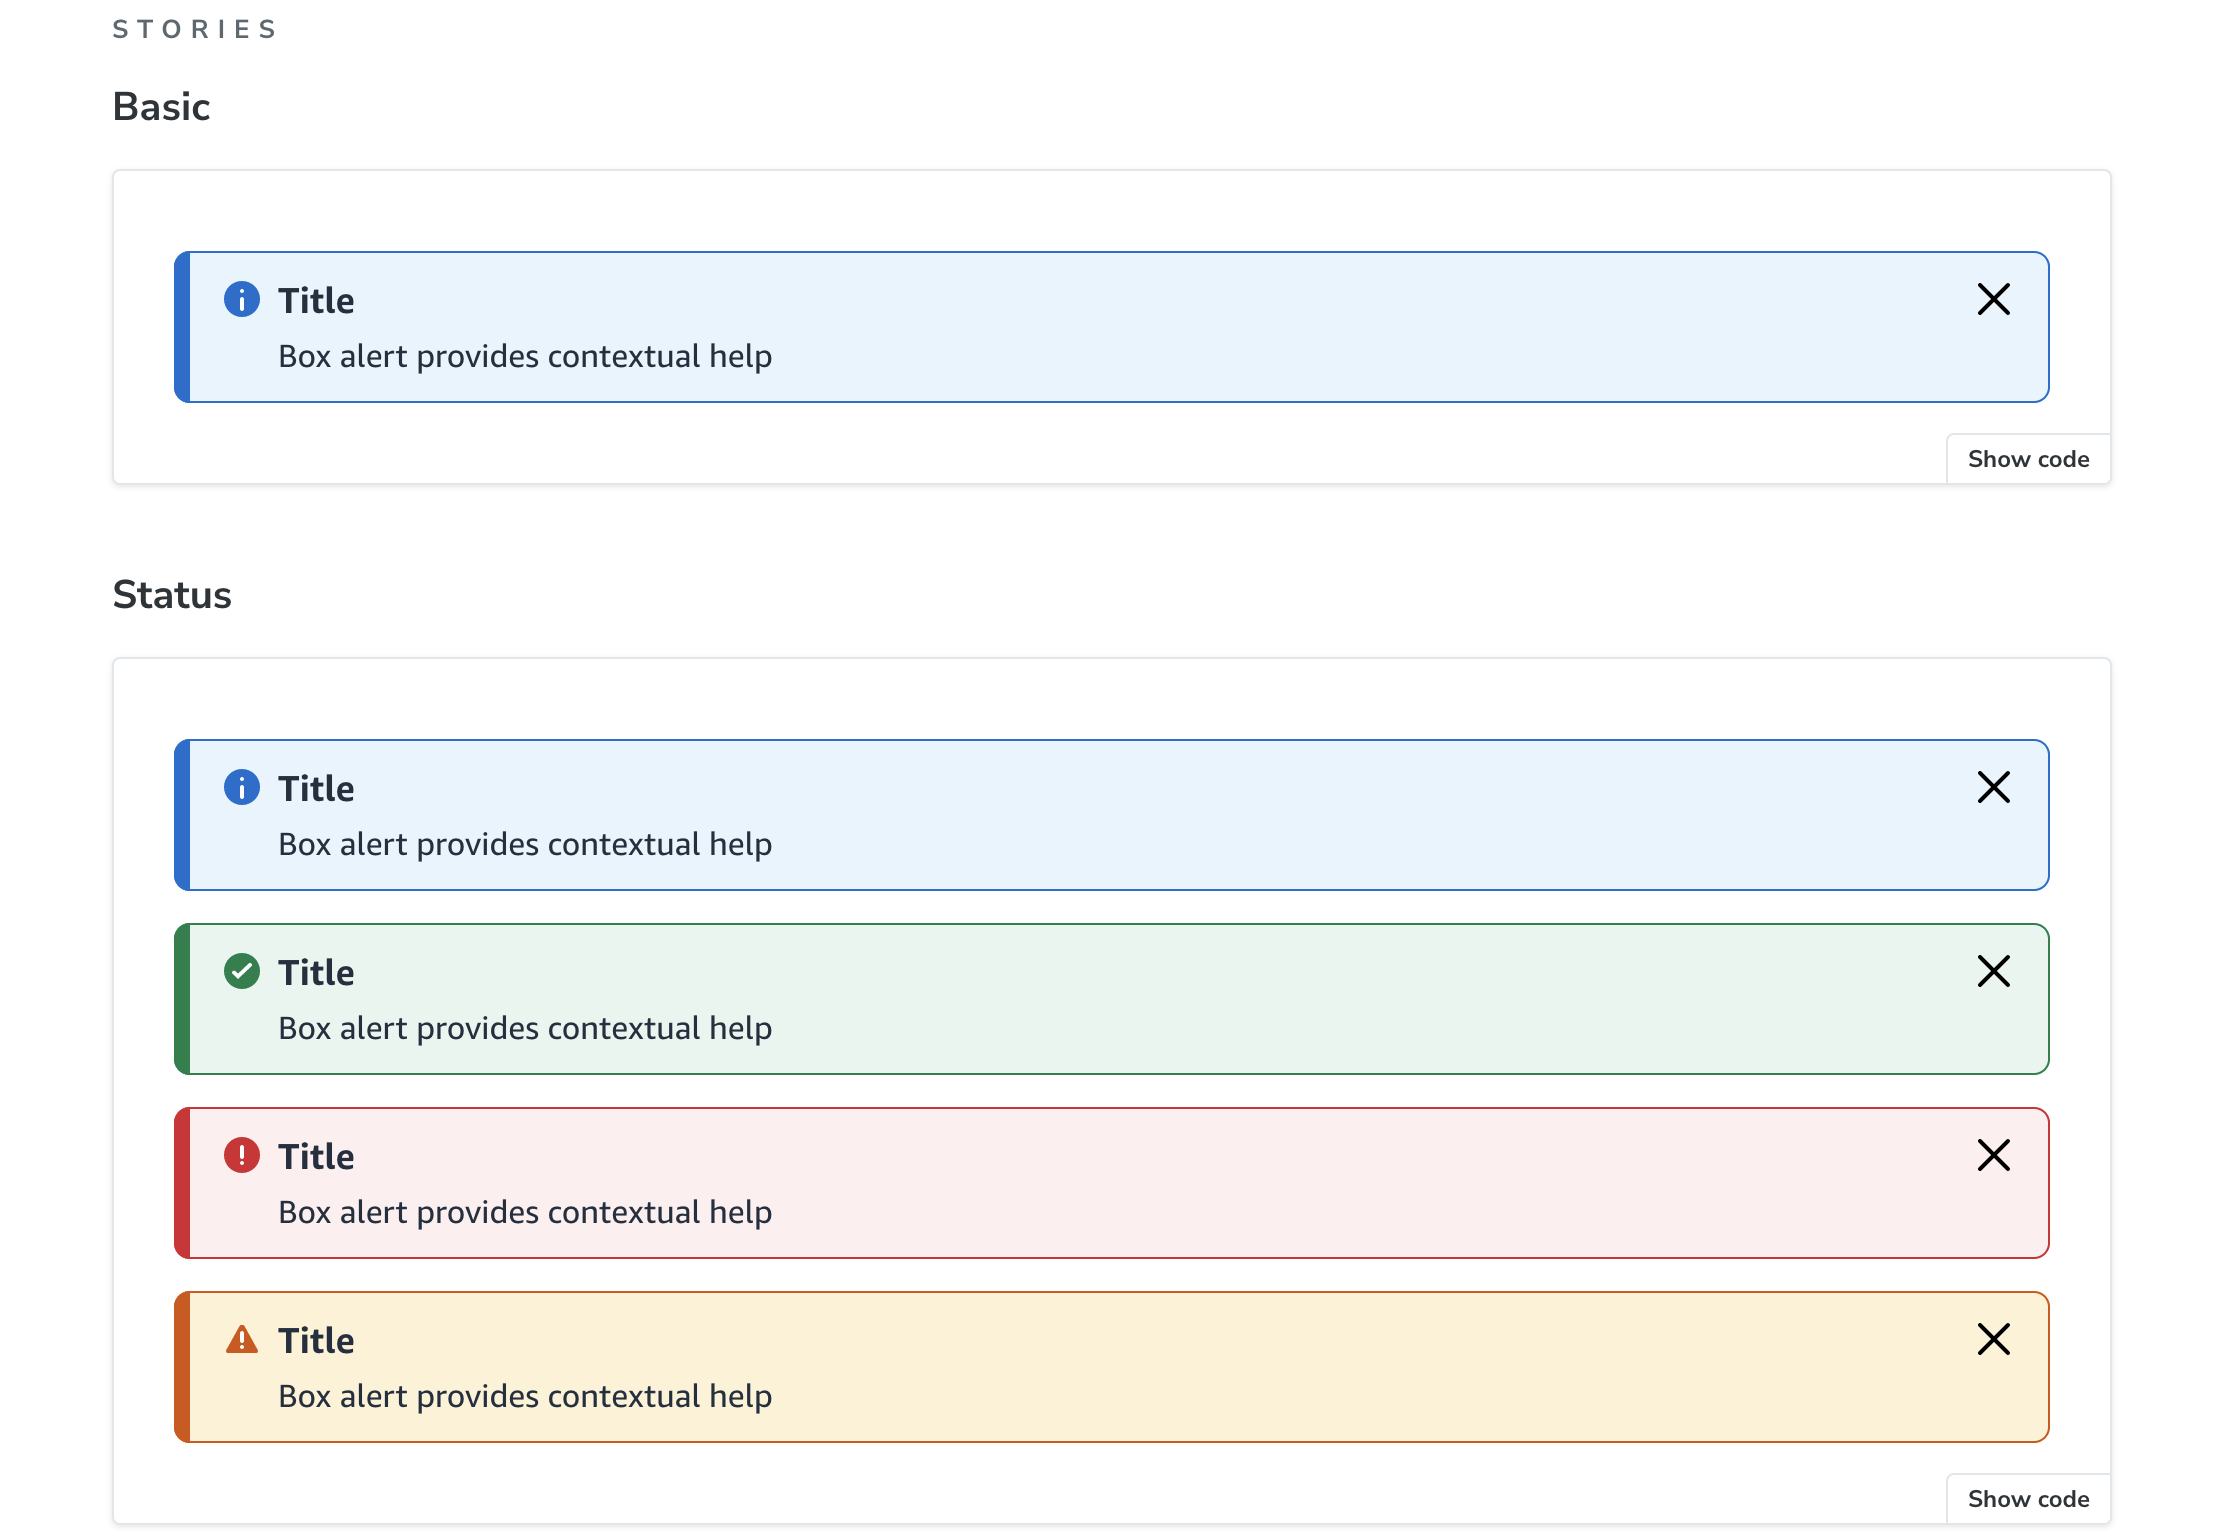 STORIES
Basic
Title
Box alert provides contextual help
Show code
Status
Title
Box alert provides contextual help
Title
Box alert provides contextual help
Title
Box alert provides contextual help
Title
Box alert provides contextual help
Show code